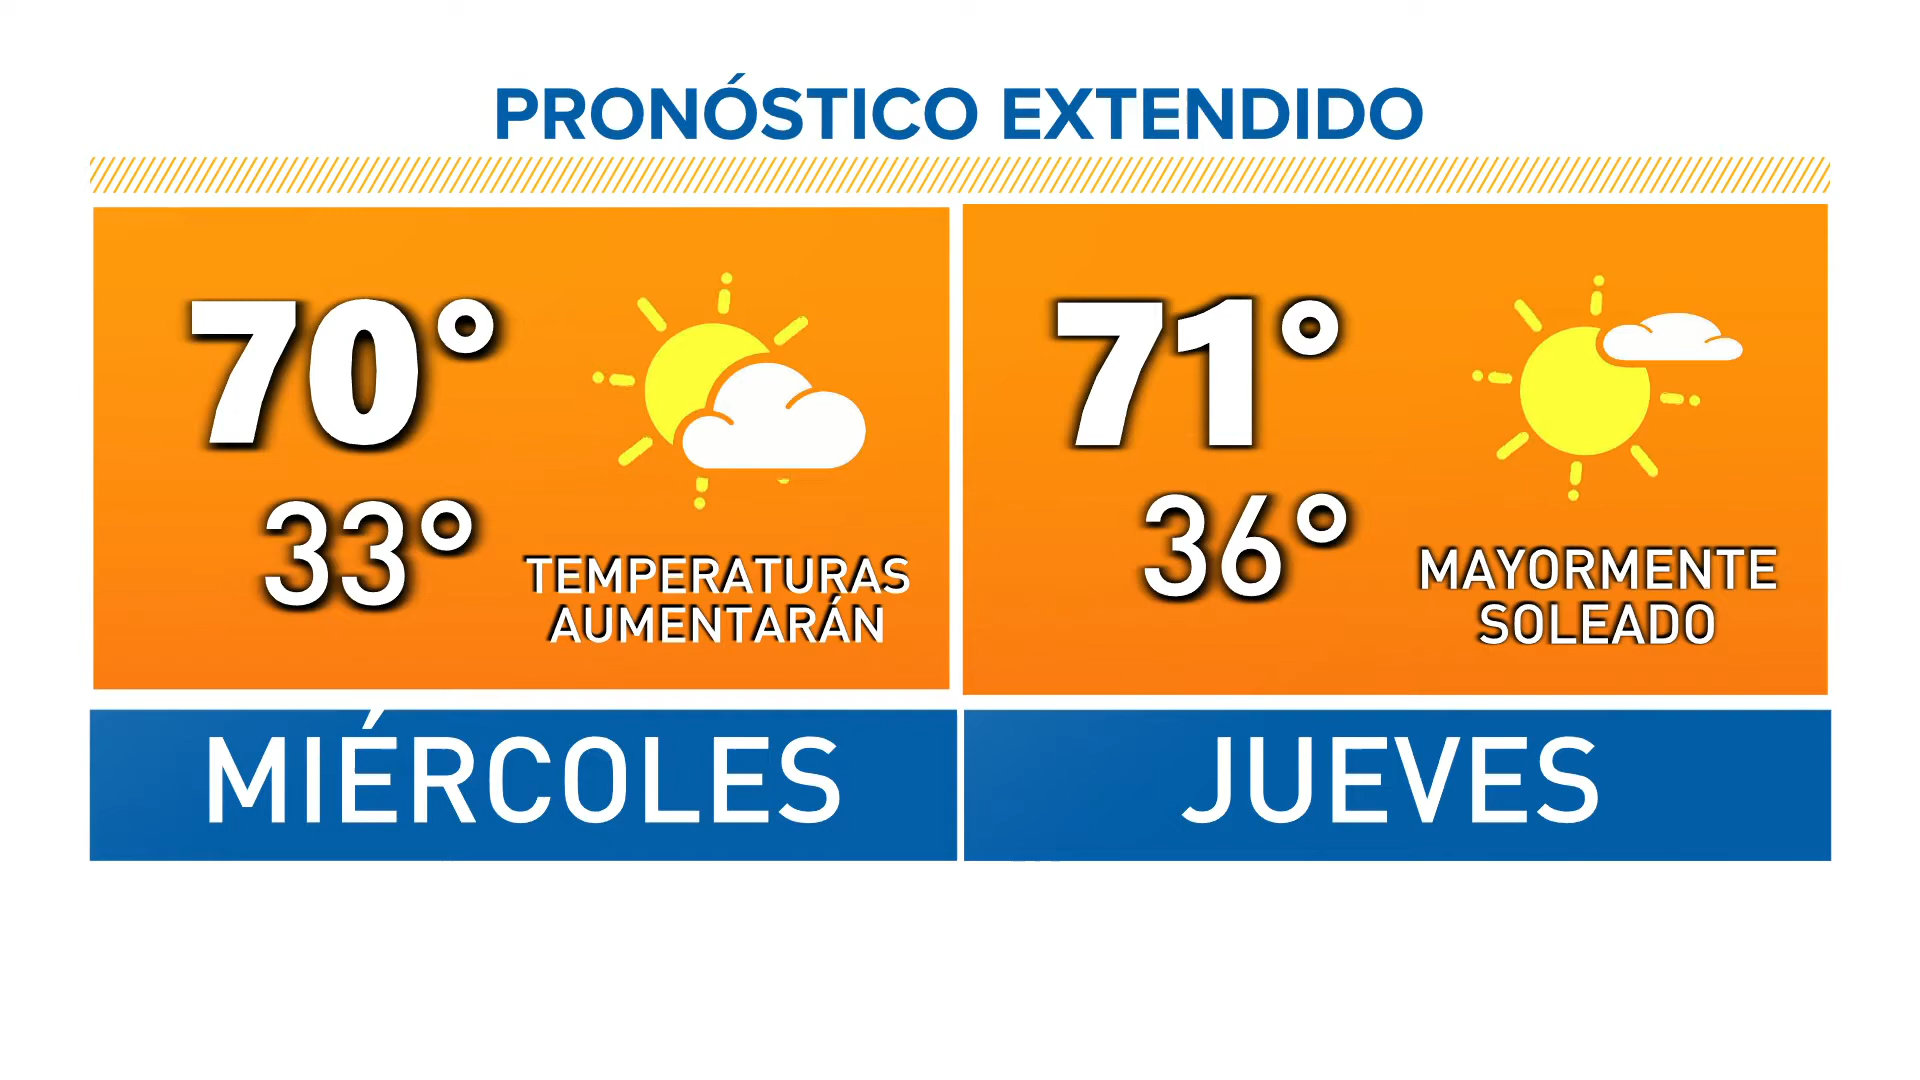 PRONÓSTICO EXTENDIDO
70°
33°
TEMPERATURAS
AUMENTARÁN
MIÉRCOLES
71°
36°
MAYORMENTE
SOLEADO
JUEVES